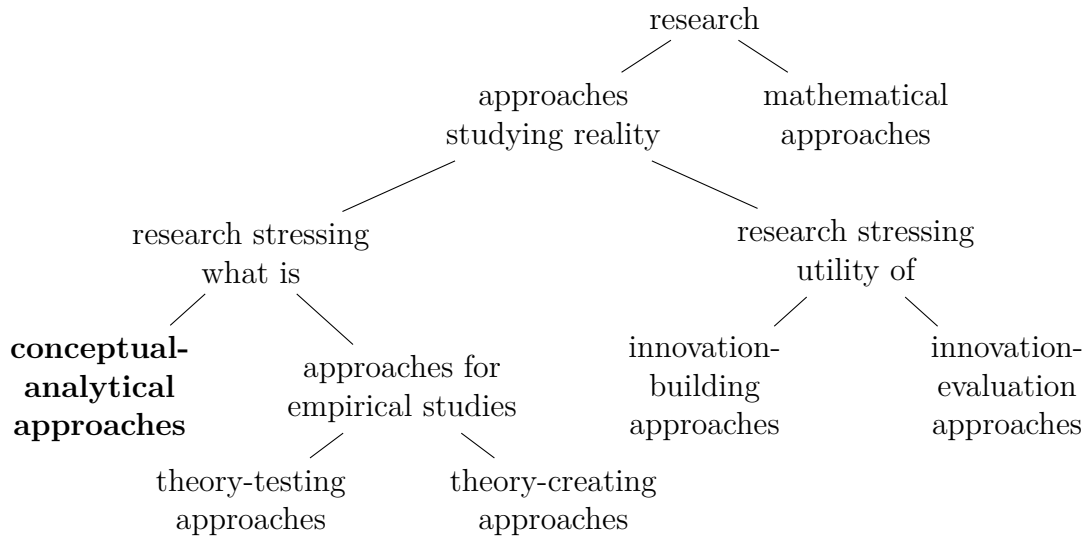 research
approaches
studying reality
mathematical
approaches
research stressing
what is
research stressing
utility of
conceptual-
analytical
approaches
approaches for
empirical studies
innovation-
building
approaches
innovation-
evaluation
approaches
theory-testing
approaches
theory-creating
approaches